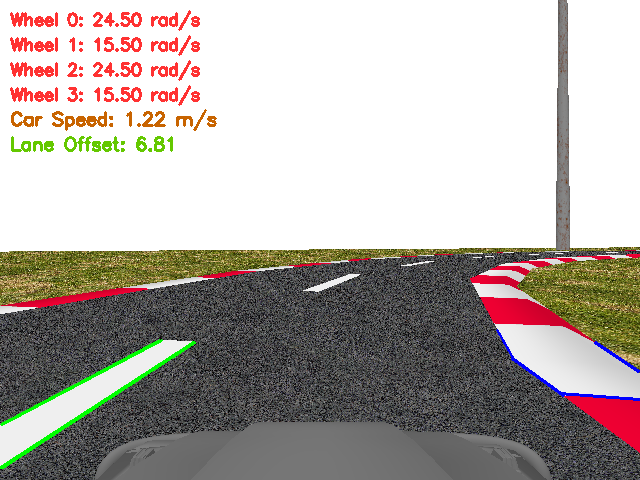 Wheel 0: 24.50 rad/s
Wheel 1: 15.50 rad/s
Wheel 2: 24.50 rad/s
Wheel 3: 15.50 rad/s
Car Speed: 1.22 m/s
Lane Offset: 6.81